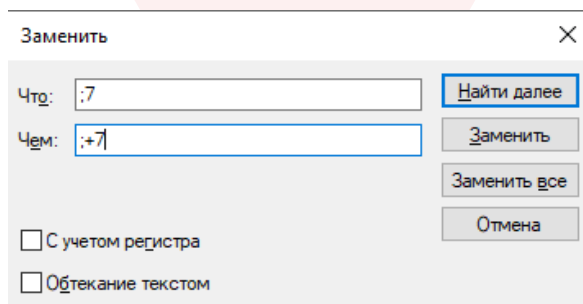 Заменить
Что: ;7 Найти далее
Чем: ;+7 Заменить
Заменить все
Отмена
С учетом регистра
Обтекание текстом